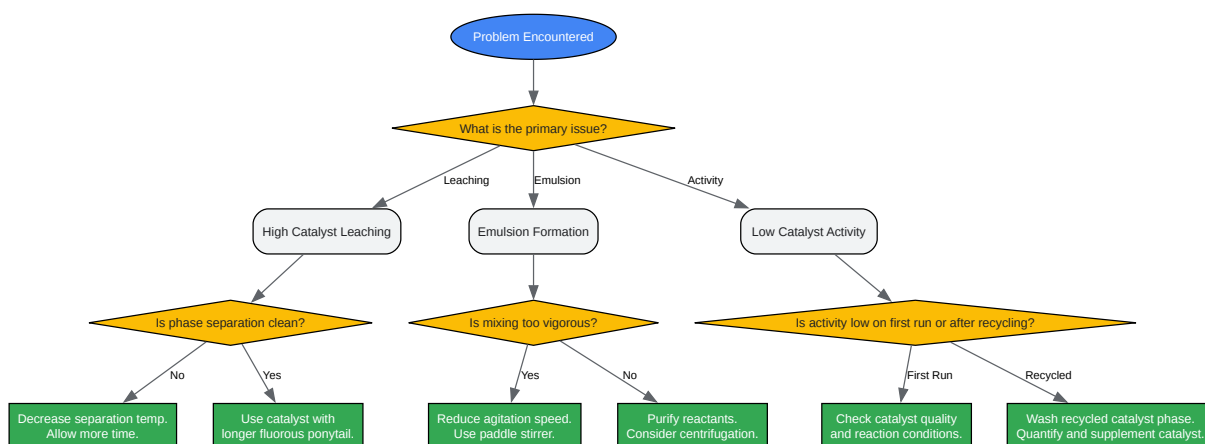 Problem Encountered
What is the primary issue?
Leaching
Emulsion
Activity
High Catalyst Leaching
Emulsion Formation
Low Catalyst Activity
Is phase separation clean?
Is mixing too vigorous?
Is activity low on first run or after recycling?
No
Yes
Yes
No
First Run
Recycled
Decrease separation temp.
Allow more time.
Use catalyst with
longer fluorous ponytail.
Reduce agitation speed.
Use paddle stirrer.
Purify reactants.
Consider centrifugation.
Check catalyst quality
and reaction conditions.
Wash recycled catalyst phase.
Quantify and supplement catalyst.